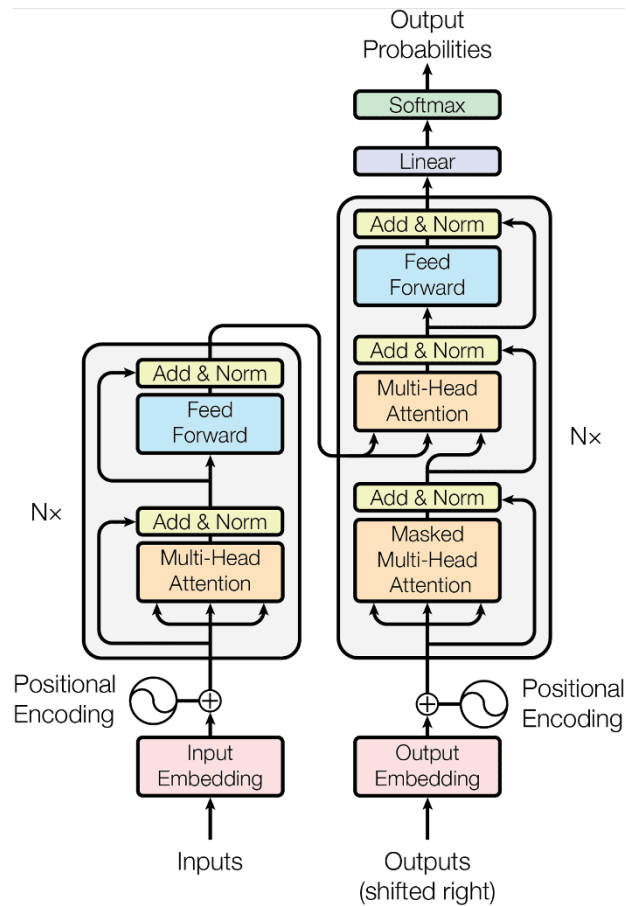 Output
Probabilities
Softmax
Linear
Add & Norm
Feed
Forward
Add & Norm
Multi-Head
Attention
Add & Norm
Masked
Multi-Head
Attention
N×
Add & Norm
Feed
Forward
Add & Norm
Multi-Head
Attention
N×
Positional
Encoding
Positional
Encoding
Input
Embedding
Output
Embedding
Inputs
Outputs
(shifted right)